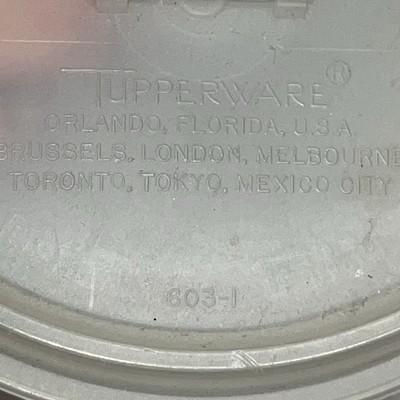 TUPPERWARE®
ORLANDO, FLORIDA, U.S.A.
BRUSSELS, LONDON, MELBOURNE
TORONTO, TOKYO, MEXICO CITY
603-1